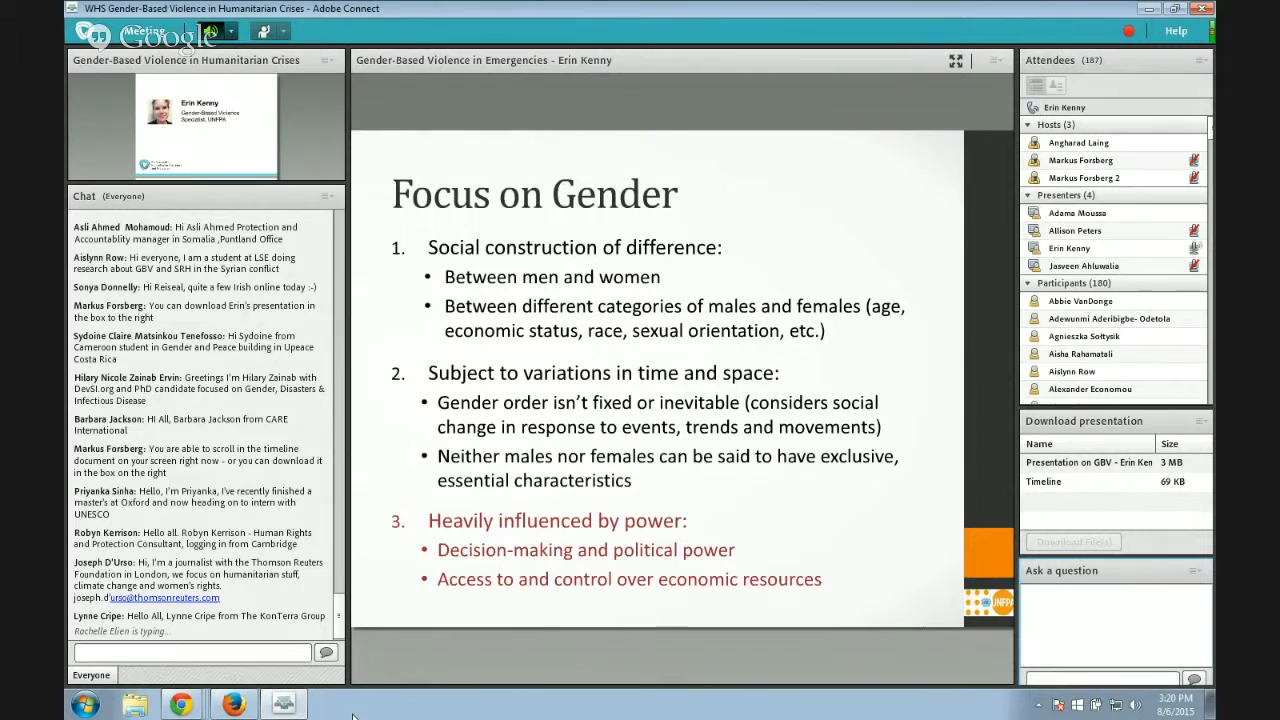 WHS Gender-Based Violence in Humanitarian Crises - Adobe Connect
Meeting
Google
Help
Gender-Based Violence in Humanitarian Crises
Erin Kenny
Gender-Based Violence
Specialist, UNFPA
Chat (Everyone)
Asli Ahmed Mohamoud: Hi Asli Ahmed Protection and
Accountablity manager in Somalia ,Puntland Office
Aislynn Row: Hi everyone, I am a student at LSE doing
research about GBV and SRH in the Syrian conflict
Sonya Donnelly: Hi Reiseal, quite a few Irish online today :-)
Markus Forsberg: You can download Erin's presentation in
the box to the right
Sydoine Claire Matsinkou Tenefosso: Hi Sydoine from
Cameroon student in Gender and Peace building in Upeace
Costa Rica
Hilary Nicole Zainab Ervin: Greetings I'm Hilary Zainab with
DevSI.org and PhD candidate focused on Gender, Disasters &
Infectious Disease
Barbara Jackson: HI All, Barbara Jackson from CARE
International
Markus Forsberg: You are able to scroll in the timeline
document on your screen right now - or you can download it
in the box on the right
Priyanka Sinha: Hello, I'm Priyanka, I've recently finished a
master's at Oxford and now heading on to intern with
UNESCO
Robyn Kerrison: Hello all. Robyn Kerrison - Human Rights
and Protection Consultant, logging in from Cambridge
Joseph D'Urso: Hi, I'm a journalist with the Thomson Reuters
Foundation in London, we focus on humanitarian stuff,
climate change and women's rights.
joseph.d'urso@thomsonreuters.com
Lynne Cripe: Hello All, Lynne Cripe from The KonTerra Group
Rachelle Elien is typing...
Everyone
Gender-Based Violence in Emergencies - Erin Kenny
Focus on Gender
1. Social construction of difference:
• Between men and women
• Between different categories of males and females (age,
economic status, race, sexual orientation, etc.)
2. Subject to variations in time and space:
• Gender order isn't fixed or inevitable (considers social
change in response to events, trends and movements)
• Neither males nor females can be said to have exclusive,
essential characteristics
3. Heavily influenced by power:
• Decision-making and political power
• Access to and control over economic resources
UNFPA
Attendees (187)
Erin Kenny
Hosts (3)
Angharad Laing
Markus Forsberg
Markus Forsberg 2
Presenters (4)
Adama Moussa
Allison Peters
Erin Kenny
Jasveen Ahluwalia
Participants (180)
Abbie VanDonge
Adewunmi Aderibigbe- Odetola
Agnieszka Sołtysik
Aisha Rahamatali
Aislynn Row
Alexander Economou
Download presentation
Name Size
Presentation on GBV - Erin Ken 3 MB
Timeline 69 KB
Download File(s)
Ask a question
3:20 PM
8/6/2015